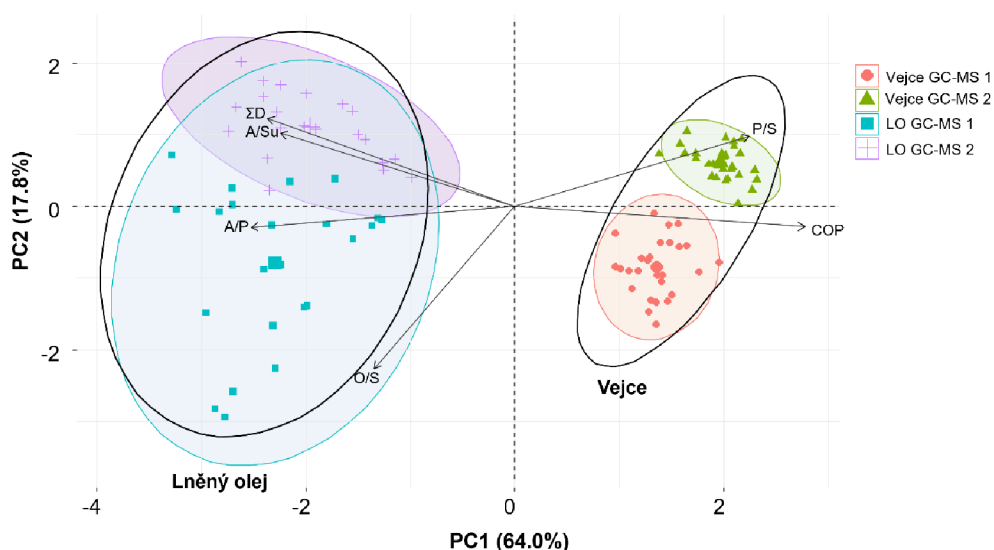 PC2 (17.8%)
2
0
-2
ΣD
A/Su
A/P
O/S
P/S
COP
Vejce
Lněný olej
-4
-2
0
2
PC1 (64.0%)
Vejce GC-MS 1
Vejce GC-MS 2
LO GC-MS 1
LO GC-MS 2